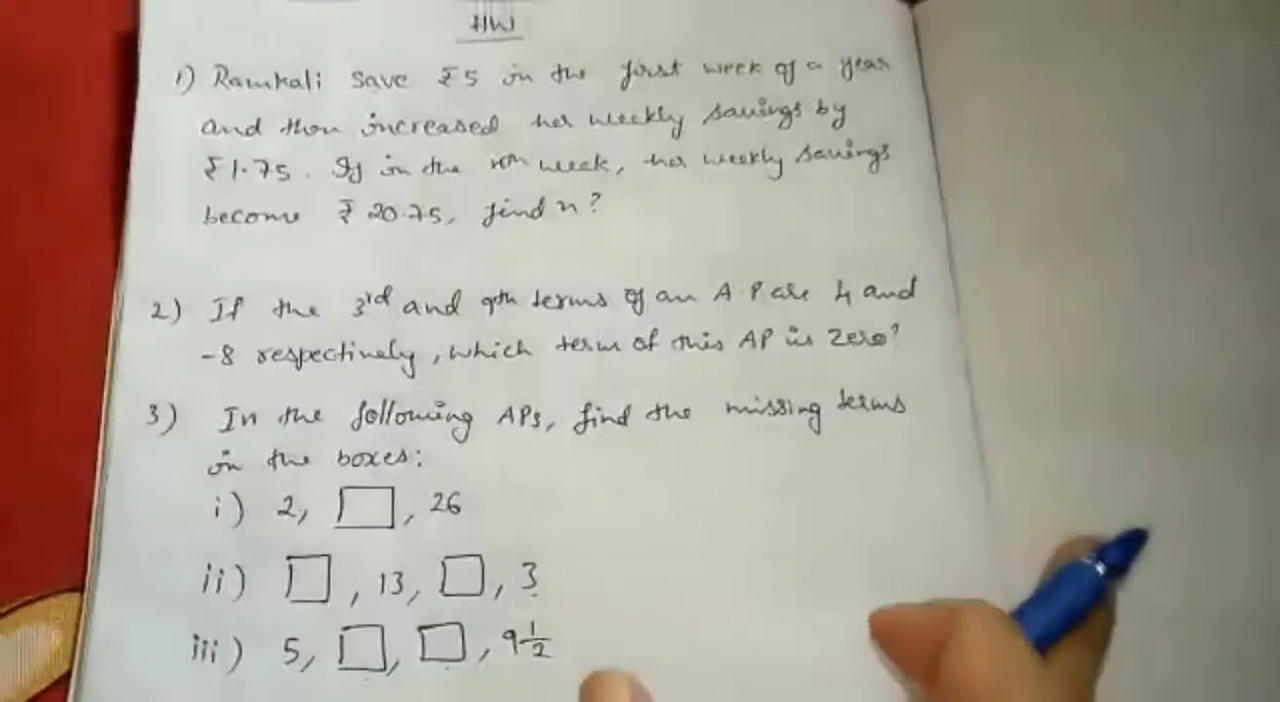 HW
1) Ramkali save ₹5 in the first week of a year
and then increased her weekly savings by
₹1.75. If in the nth week, her weekly savings
become ₹20.75, find n?
2) If the 3rd and 9th terms of an AP are 4 and
-8 respectively, which term of this AP is Zero?
3) In the following APs, find the missing terms
in the boxes:
i) 2, □, 26
ii) □, 13, □, 3
iii) 5, □, □, 9 1/2